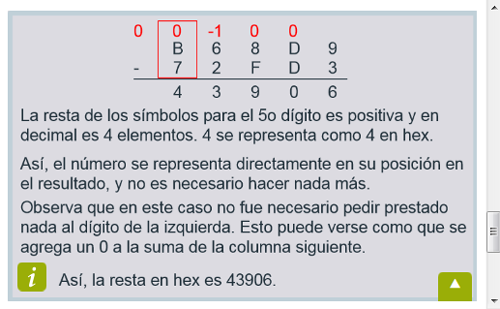 0 0 -1 0 0
B 6 8 D 9
- 7 2 F D 3
4 3 9 0 6
La resta de los símbolos para el 5o dígito es positiva y en
decimal es 4 elementos. 4 se representa como 4 en hex.
Así, el número se representa directamente en su posición en
el resultado, y no es necesario hacer nada más.
Observa que en este caso no fue necesario pedir prestado
nada al dígito de la izquierda. Esto puede verse como que se
agrega un 0 a la suma de la columna siguiente.
i Así, la resta en hex es 43906.